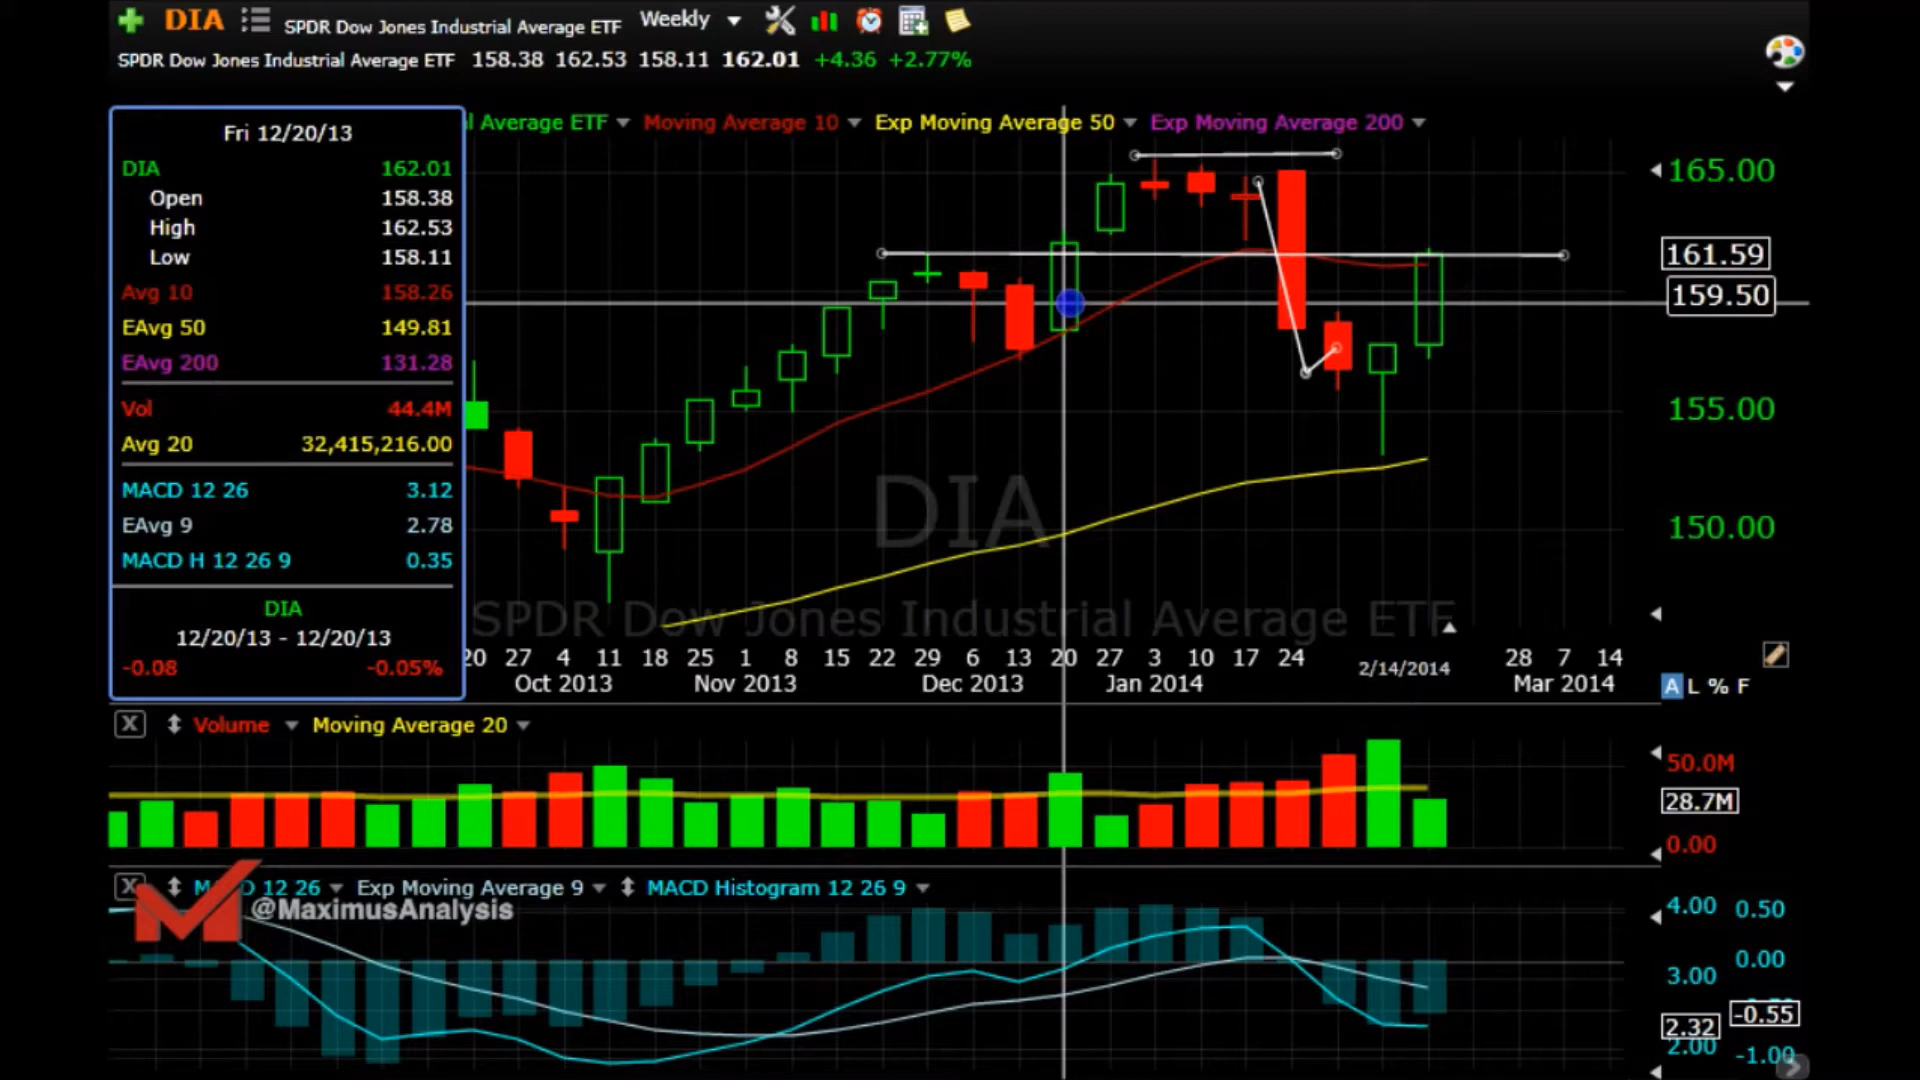 DIA SPDR Dow Jones Industrial Average ETF Weekly
SPDR Dow Jones Industrial Average ETF 158.38 162.53 158.11 162.01 +4.36 +2.77%
l Average ETF Moving Average 10 Exp Moving Average 50 Exp Moving Average 200
Fri 12/20/13
DIA 162.01
Open 158.38
High 162.53
Low 158.11
Avg 10 158.26
EAvg 50 149.81
EAvg 200 131.28
Vol 44.4M
Avg 20 32,415,216.00
MACD 12 26 3.12
EAvg 9 2.78
MACD H 12 26 9 0.35
DIA
12/20/13 - 12/20/13
-0.08 -0.05%
165.00
161.59
159.50
155.00
150.00
DIA
SPDR Dow Jones Industrial Average ETF
20 27 4 11 18 25 1 8 15 22 29 6 13 20 27 3 10 17 24 2/14/2014 28 7 14
Oct 2013 Nov 2013 Dec 2013 Jan 2014 Mar 2014
A L % F
X Volume Moving Average 20
50.0M
28.7M
0.00
X MACD 12 26 Exp Moving Average 9 MACD Histogram 12 26 9
@MaximusAnalysis
4.00 0.50
3.00 0.00
2.32 -0.55
2.00 -1.00